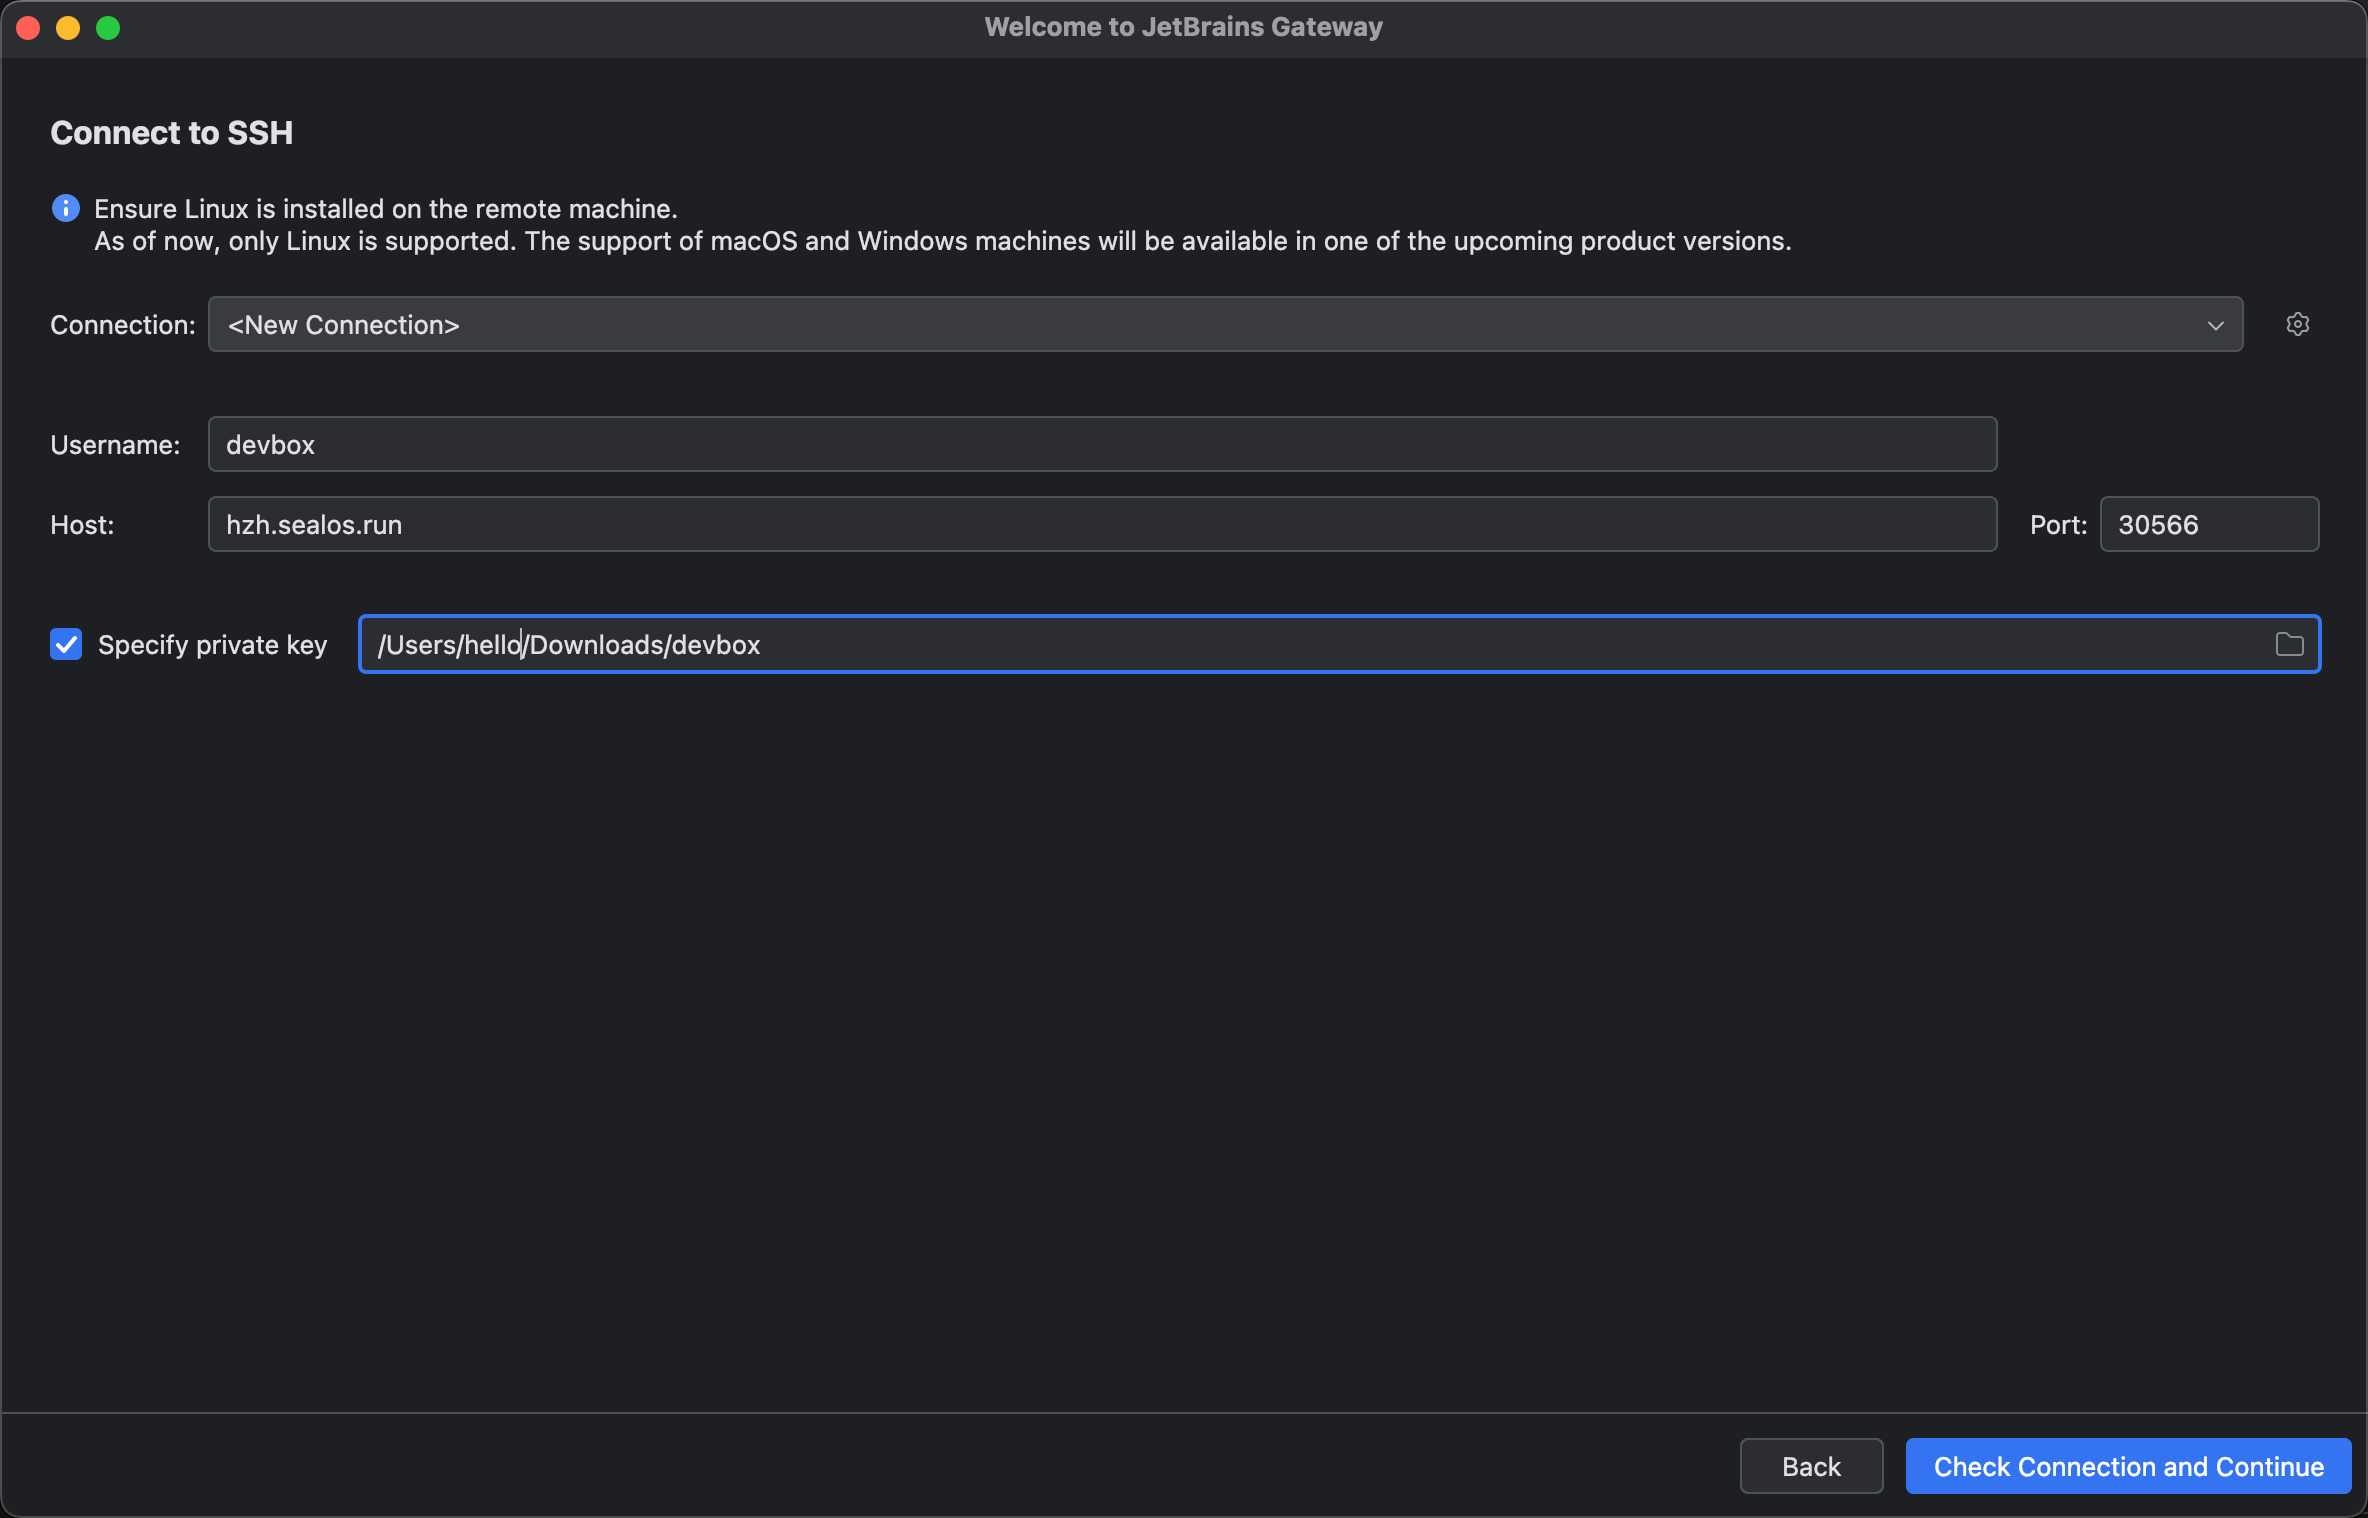 Welcome to JetBrains Gateway
Connect to SSH
Ensure Linux is installed on the remote machine.
As of now, only Linux is supported. The support of macOS and Windows machines will be available in one of the upcoming product versions.
Connection: <New Connection>
Username: devbox
Host: hzh.sealos.run Port: 30566
Specify private key /Users/hello/Downloads/devbox
Back Check Connection and Continue